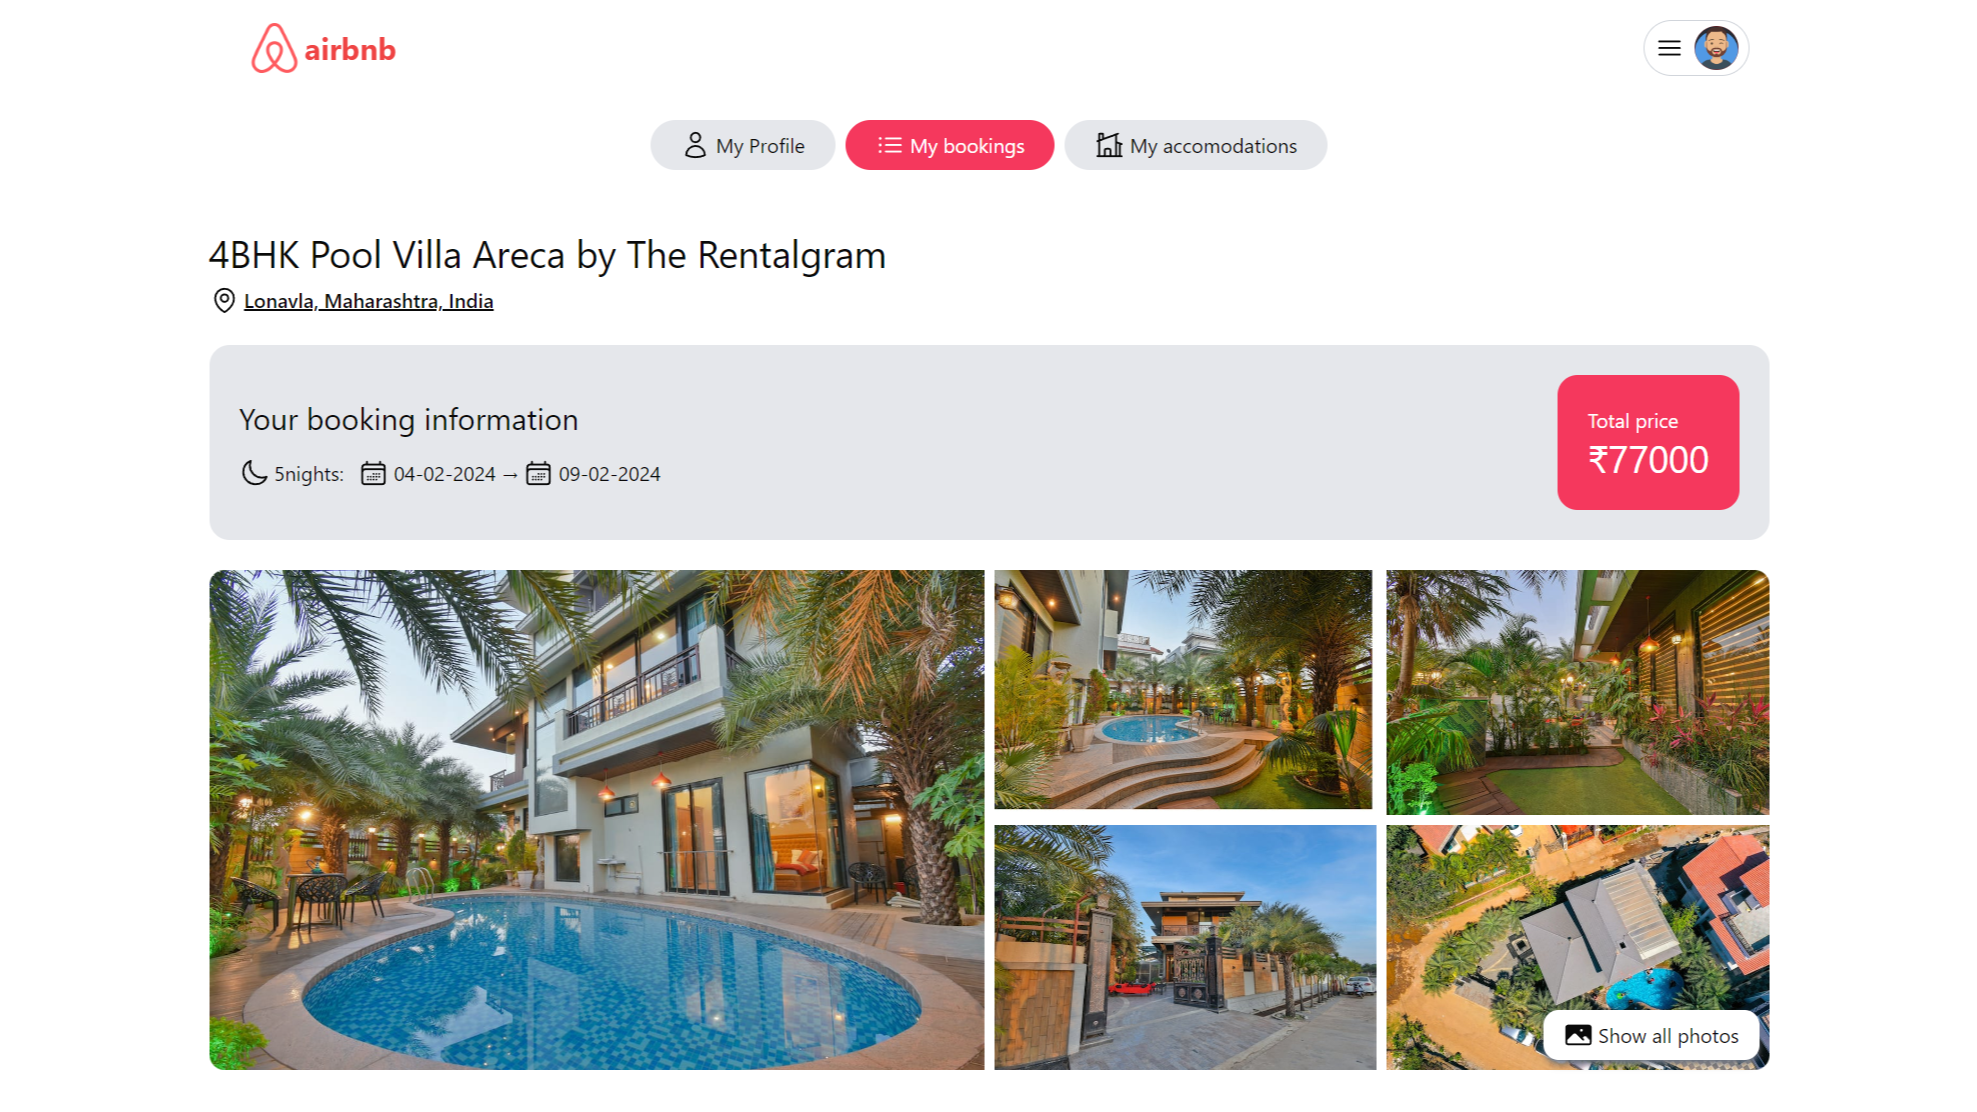 airbnb
My Profile
My bookings
My accomodations
4BHK Pool Villa Areca by The Rentalgram
Lonavla, Maharashtra, India
Your booking information
5nights: 04-02-2024 → 09-02-2024
Total price
₹77000
Show all photos